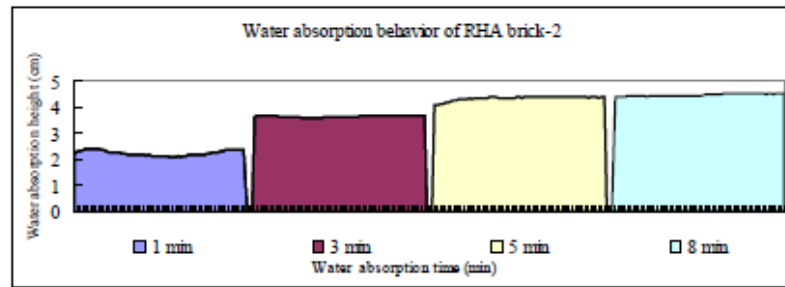 Water absorption behavior of RHA brick-2
Water absorption height (cm)
5
4
3
2
1
0
1 min 3 min 5 min 8 min
Water absorption time (min)